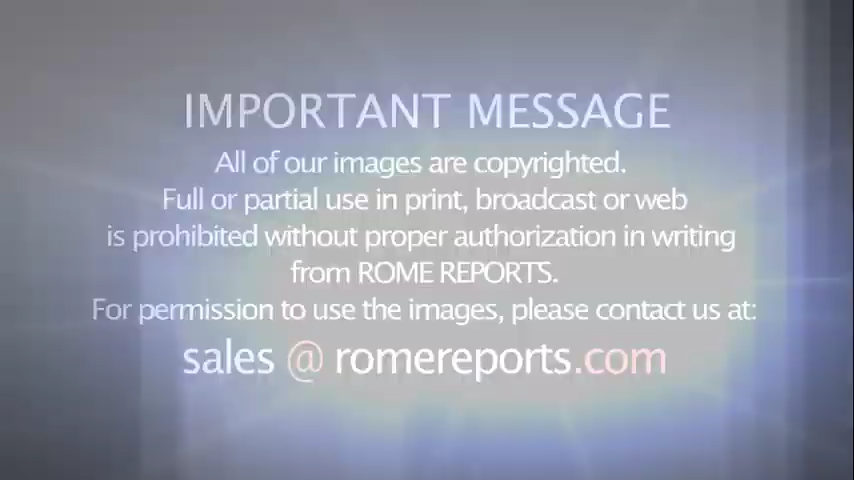 IMPORTANT MESSAGE
All of our images are copyrighted.
Full or partial use in print, broadcast or web
is prohibited without proper authorization in writing
from ROME REPORTS.
For permission to use the images, please contact us at:
sales @ romereports.com